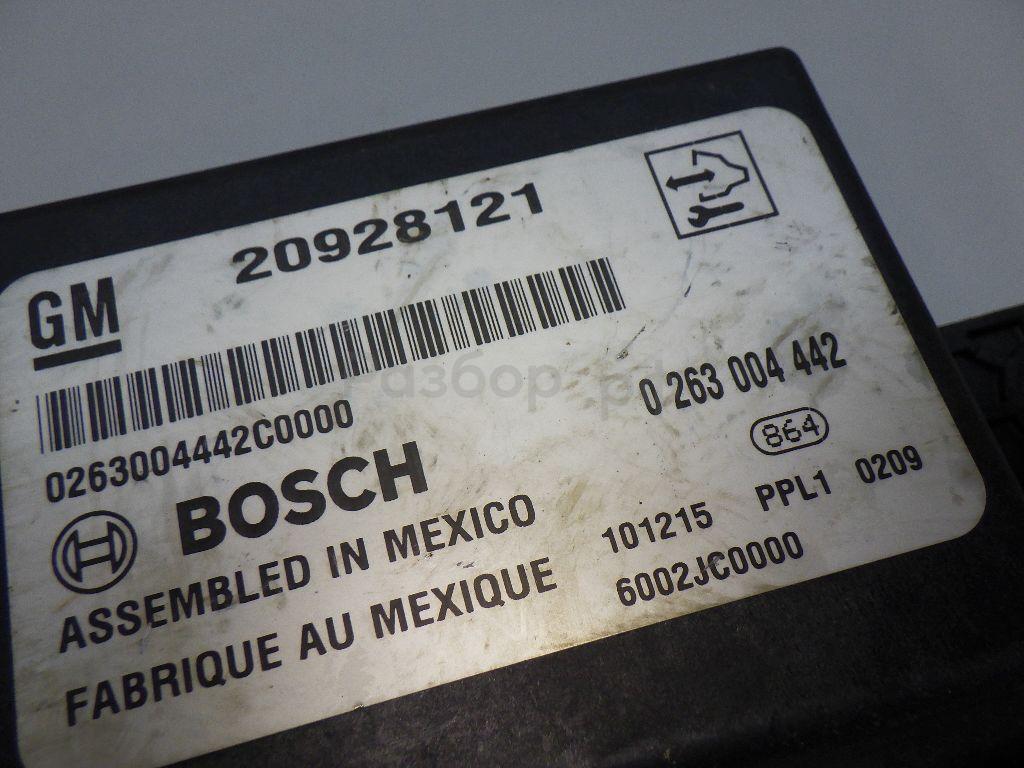 GM 20928121
0263004442C0000
0 263 004 442
864
BOSCH
ASSEMBLED IN MEXICO
FABRIQUE AU MEXIQUE
101215 PPL1 0209
6002JC0000
Разбор